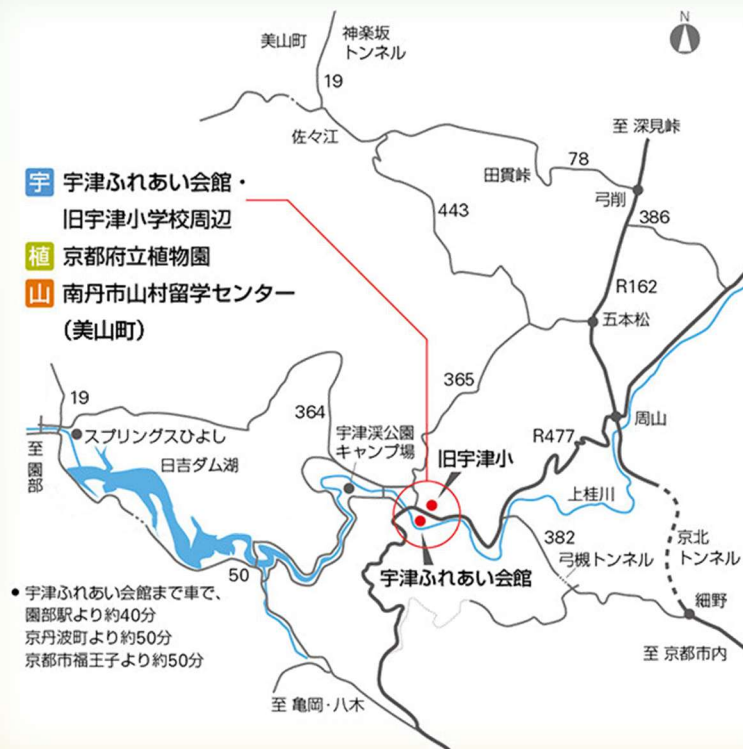 N
美山町
神楽坂
トンネル
19
佐々江
至 深見峠
田貫峠
78
弓削
443
386
宇 宇津ふれあい会館・
旧宇津小学校周辺
植 京都府立植物園
山 南丹市山村留学センター
(美山町)
R162
五本松
365
19
364
スプリングスひよし
至 園部
日吉ダム湖
宇津渓公園
キャンプ場
旧宇津小
R477
周山
上桂川
382
弓槻トンネル
京北
トンネル
宇津ふれあい会館
50
細野
至 京都市内
至 亀岡・八木
• 宇津ふれあい会館まで車で、
園部駅より約40分
京丹波町より約50分
京都市福王子より約50分